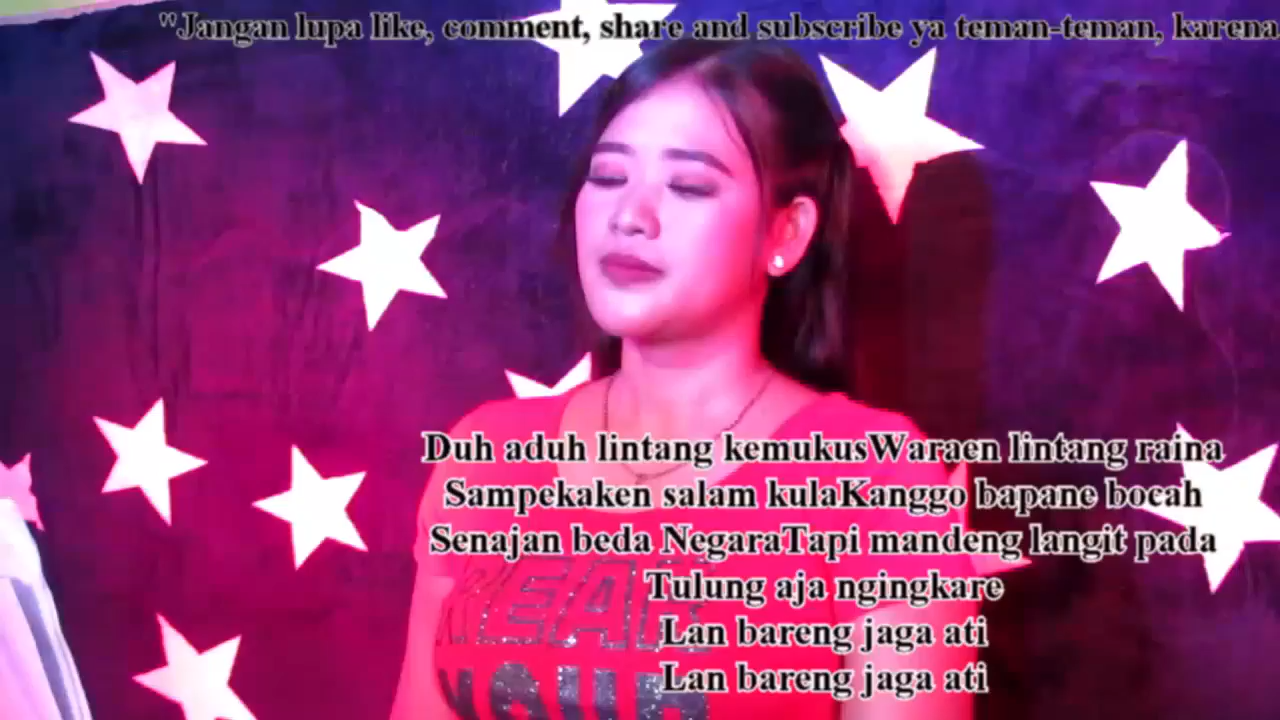 "Jangan lupa like, comment, share and subscribe ya teman-teman, karena
Duh aduh lintang kemukusWaraen lintang raina
Sampekaken salam kulaKanggo bapane bocah
Senajan beda NegaraTapi mandeng langit pada
Tulung aja ngingkare
Lan bareng jaga ati
Lan bareng jaga ati